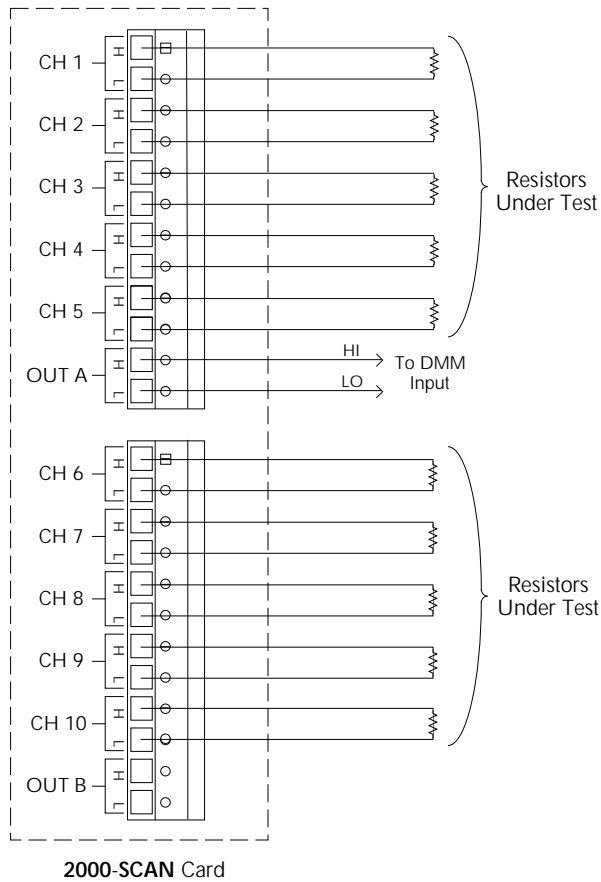 CH 1
H
L
CH 2
H
L
CH 3
H
L
CH 4
H
L
CH 5
H
L
OUT A
H
L
Resistors
Under Test
HI
LO
To DMM
Input
CH 6
H
L
CH 7
H
L
CH 8
H
L
CH 9
H
L
CH 10
H
L
OUT B
H
L
Resistors
Under Test
2000-SCAN Card